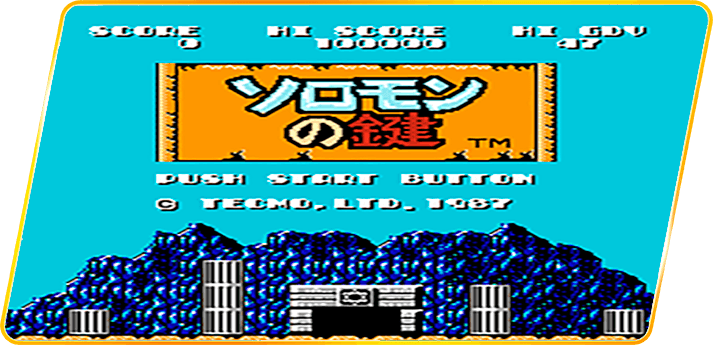 SCORE HI SCORE HI GDV
0 100000 47
ソロモン
の鍵 TM
PUSH START BUTTON
© TECMO,LTD. 1987